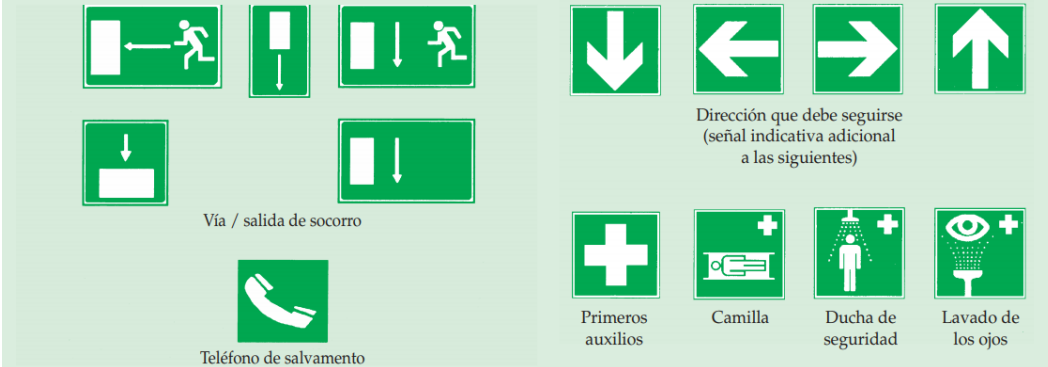 Vía / salida de socorro
Teléfono de salvamento
Dirección que debe seguirse
(señal indicativa adicional
a las siguientes)
Primeros
auxilios
Camilla
Ducha de
seguridad
Lavado de
los ojos